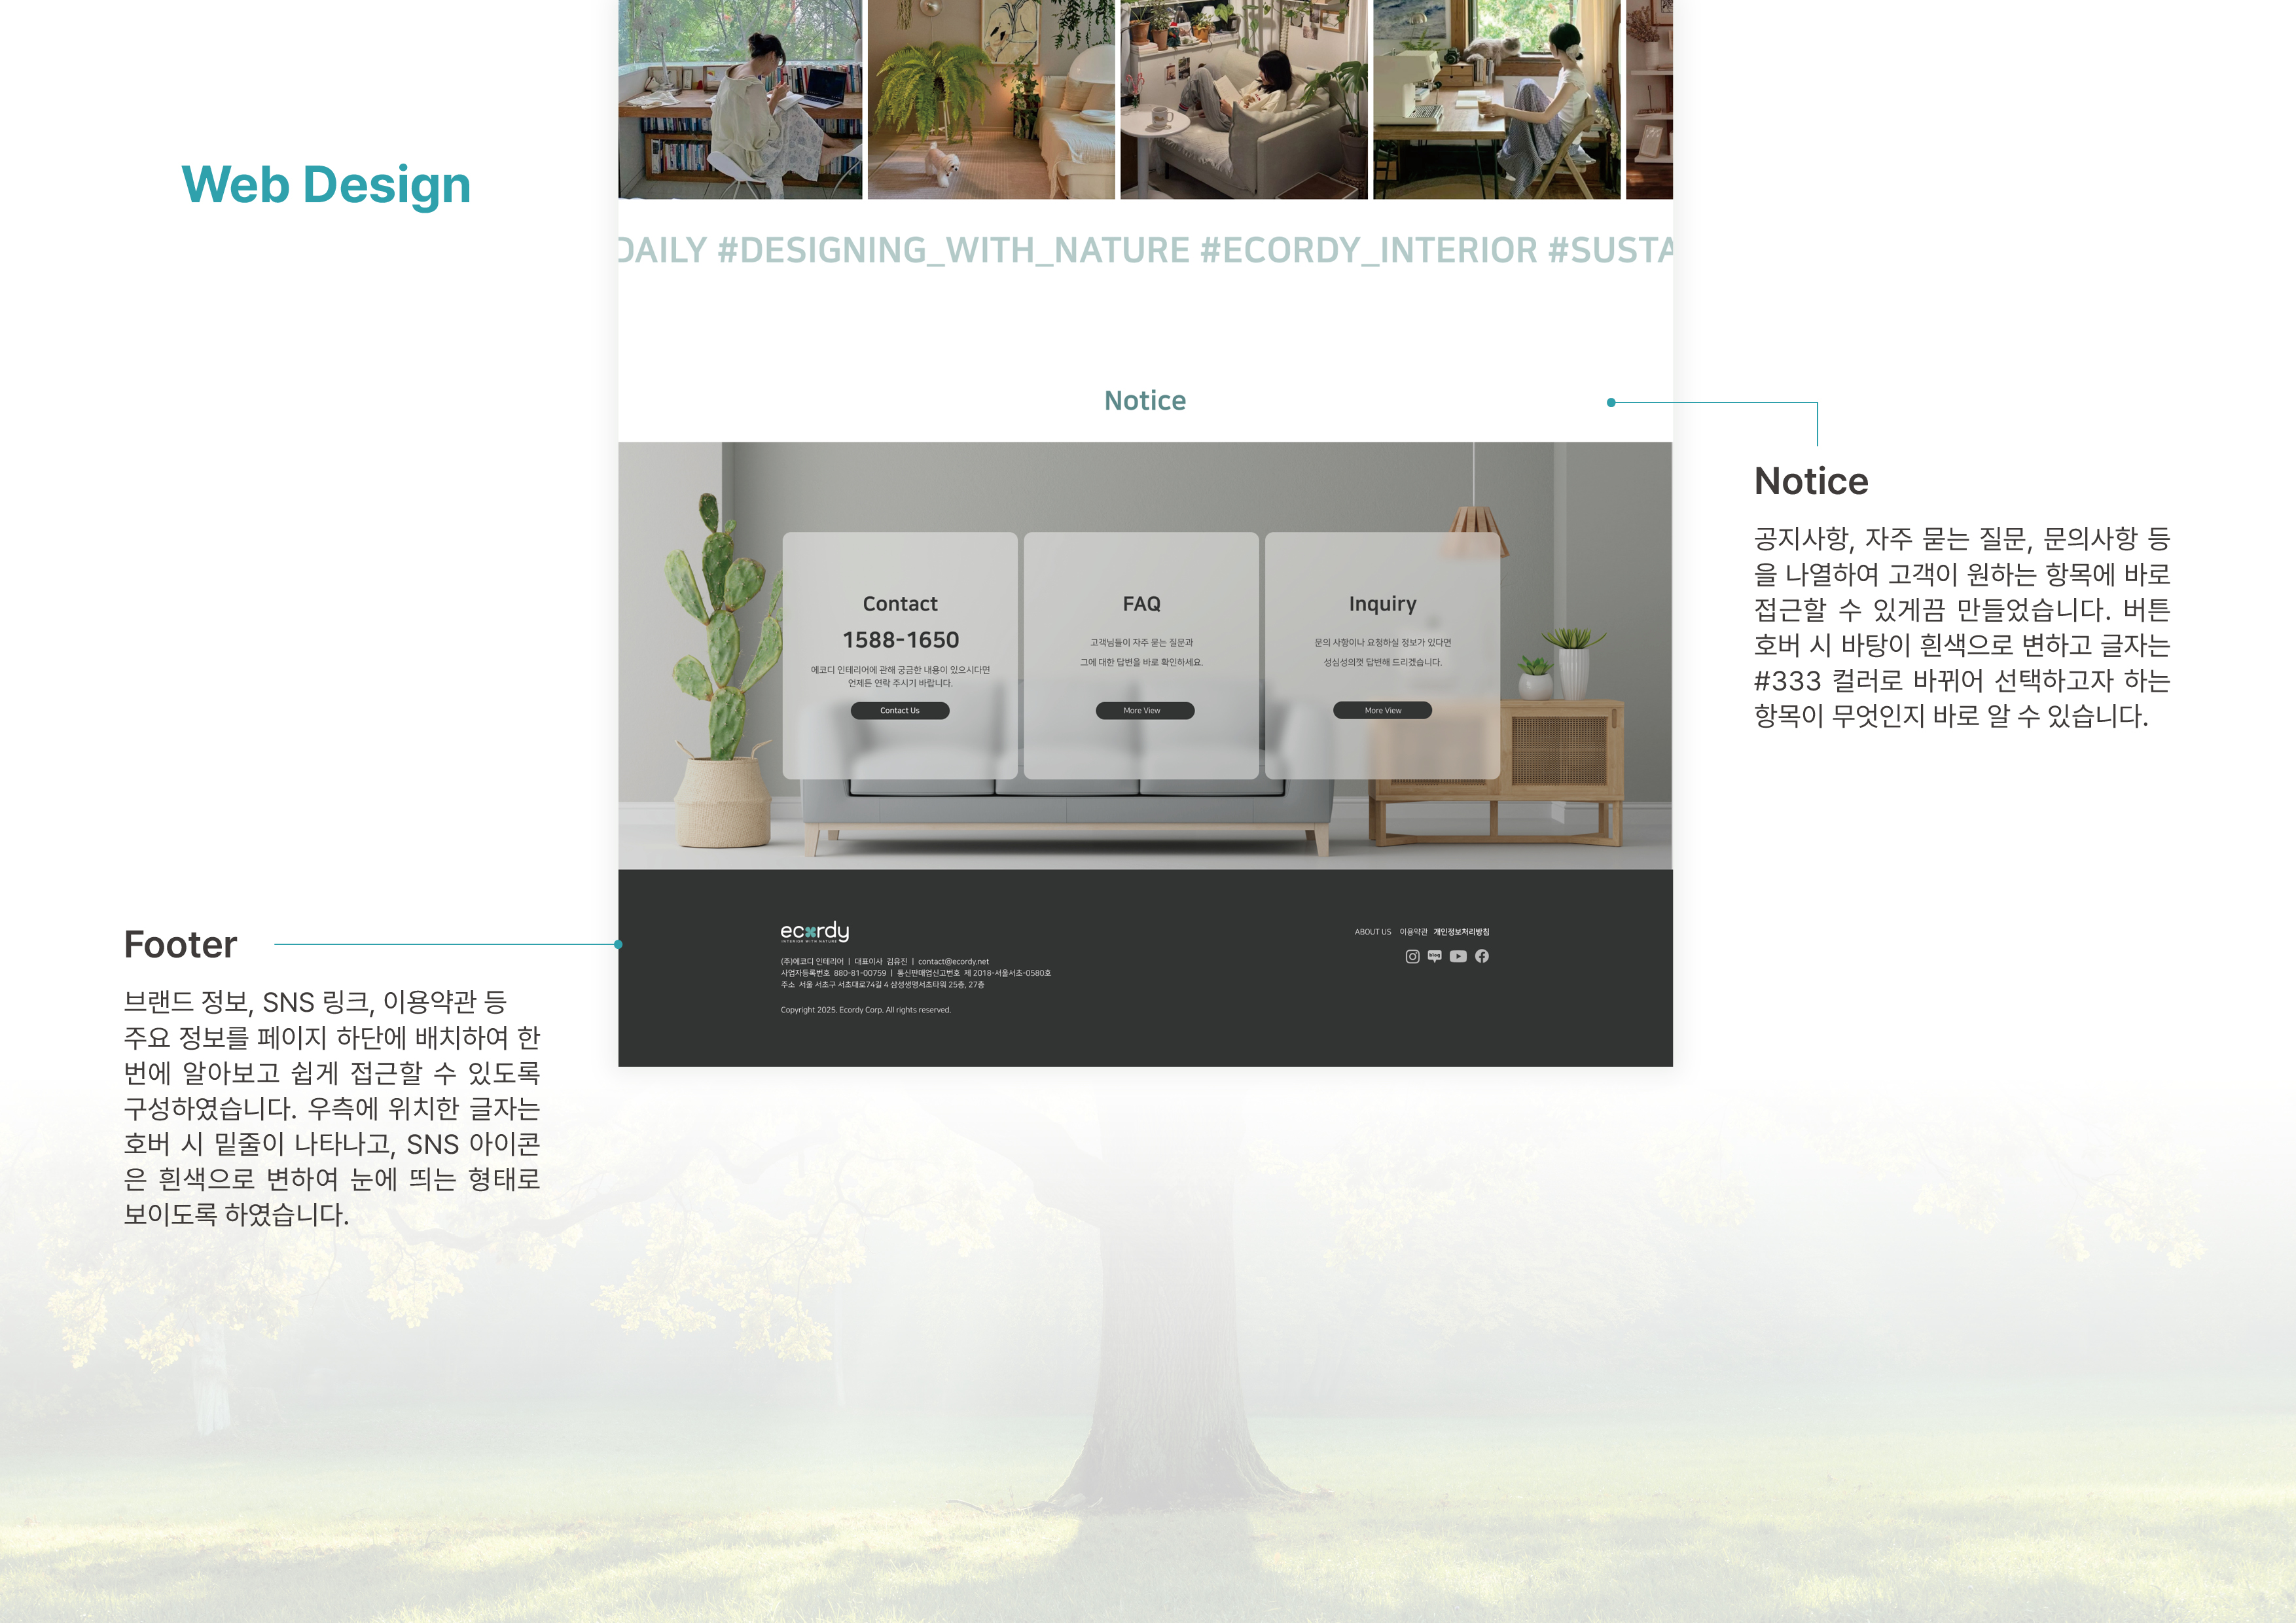 Web Design
DAILY #DESIGNING_WITH_NATURE #ECORDY_INTERIOR #SUSTA
Notice
Notice
공지사항, 자주 묻는 질문, 문의사항 등
을 나열하여 고객이 원하는 항목에 바로
접근할 수 있게끔 만들었습니다. 버튼
호버 시 바탕이 흰색으로 변하고 글자는
#333 컬러로 바뀌어 선택하고자 하는
항목이 무엇인지 바로 알 수 있습니다.
Contact
1588-1650
에코디 인테리어에 관해 궁금한 내용이 있으시다면
언제든 연락 주시기 바랍니다.
Contact Us
FAQ
고객님들이 자주 묻는 질문과
그에 대한 답변을 바로 확인하세요.
More View
Inquiry
문의 사항이나 요청하실 정보가 있다면
성심성의껏 답변해 드리겠습니다.
More View
Footer
브랜드 정보, SNS 링크, 이용약관 등
주요 정보를 페이지 하단에 배치하여 한
번에 알아보고 쉽게 접근할 수 있도록
구성하였습니다. 우측에 위치한 글자는
호버 시 밑줄이 나타나고, SNS 아이콘
은 흰색으로 변하여 눈에 띄는 형태로
보이도록 하였습니다.
ecordy
INTERIOR WITH NATURE
(주)에코디 인테리어 | 대표이사 김유진 | contact@ecordy.net
사업자등록번호 880-81-00759 | 통신판매업신고번호 제 2018-서울서초-0580호
주소 서울 서초구 서초대로74길 4 삼성생명서초타워 25층, 27층
Copyright 2025. Ecordy Corp. All rights reserved.
ABOUT US 이용약관 개인정보처리방침
blog